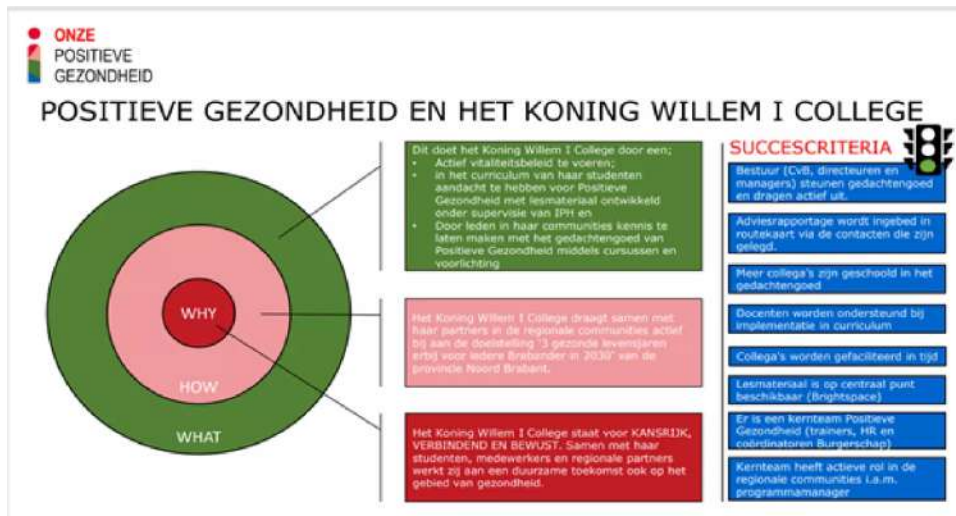 ONZE
POSITIEVE
GEZONDHEID
POSITIEVE GEZONDHEID EN HET KONING WILLEM I COLLEGE
WHY
HOW
WHAT
Dit doet het Koning Willem I College door een;
• Actief vitaliteitsbeleid te voeren;
• in het curriculum van haar studenten
aandacht te hebben voor Positieve
Gezondheid met lesmateriaal ontwikkeld
onder supervisie van IPH en
• Door leden in haar communities kennis te
laten maken met het gedachtengoed van
Positieve Gezondheid middels cursussen en
voorlichting
Het Koning Willem I College draagt samen met
haar partners in de regionale communities actief
bij aan de doelstelling '3 gezonde levensjaren
erbij voor iedere Brabander in 2030' van de
provincie Noord Brabant.
Het Koning Willem I College staat voor KANSRIJK,
VERBINDEND EN BEWUST. Samen met haar
studenten, medewerkers en regionale partners
werkt zij aan een duurzame toekomst ook op het
gebied van gezondheid.
SUCCESCRITERIA
Bestuur (CvB, directeuren en
managers) steunen gedachtengoed
en dragen actief uit.
Adviesrapportage wordt ingebed in
routekaart via de contacten die zijn
gelegd.
Meer collega's zijn geschoold in het
gedachtengoed
Docenten worden ondersteund bij
implementatie in curriculum
Collega's worden gefaciliteerd in tijd
Lesmateriaal is op centraal punt
beschikbaar (Brightspace)
Er is een kernteam Positieve
Gezondheid (trainers, HR en
coördinatoren Burgerschap)
Kernteam heeft actieve rol in de
regionale communities i.a.m.
programmamanager